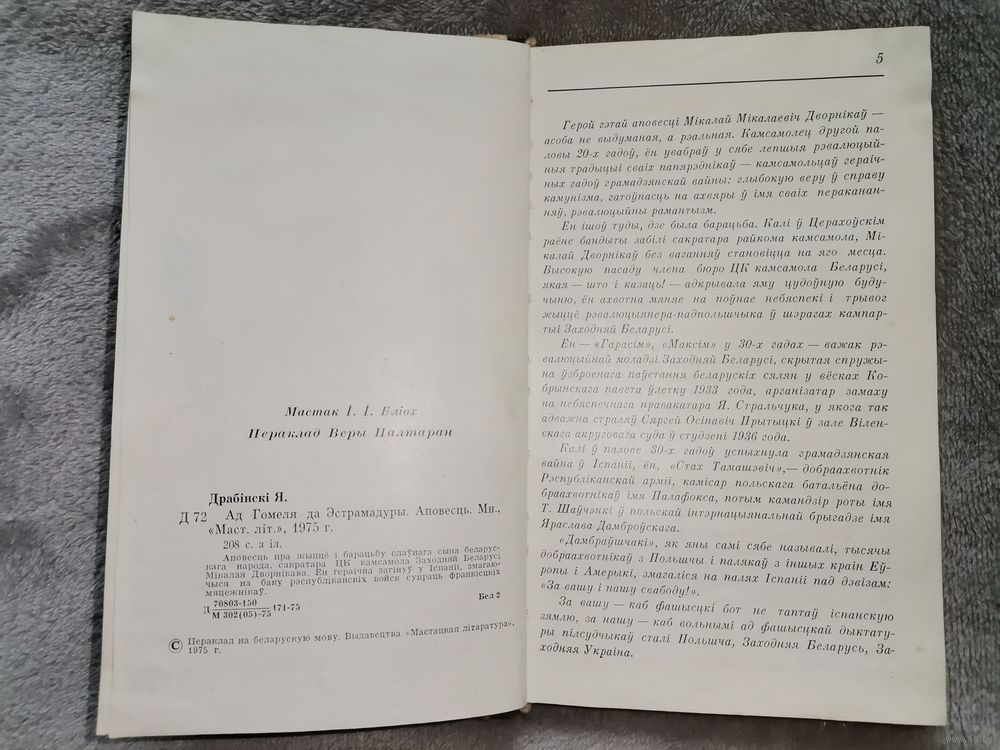 Мастак І. І. Бліох
Пераклад Веры Палтаран
Драбінскі Я.
Д 72 Ад Гомеля да Эстрамадуры. Аповесць. Мн.,
«Маст. літ.», 1975 г.
208 с. з іл.
Аповесць пра жыццё і барацьбу слаўнага сына беларус-
кага народа, сакратара ЦК камсамола Заходняй Беларусі
Мікалая Дворнікава. Ён гераічна загінуў у Іспаніі, змагаю-
чыся на баку рэспубліканскіх войск супраць франкісцкіх
мяцежнікаў.
Бел 2
70803-150
Д 171-75
М 302(05)-75
© Пераклад на беларускую мову. Выдавецтва «Мастацкая літаратура»,
1975 г.
5
Герой гэтай аповесці Мікалай Мікалаевіч Дворнікаў —
асоба не выдуманая, а рэальная. Камсамолец другой па-
ловы 20-х гадоў, ён увабраў у сябе лепшыя рэвалюцый-
ныя традыцыі сваіх папярэднікаў — камсамольцаў гераіч-
ных гадоў грамадзянскай вайны: глыбокую веру ў справу
камунізма, гатоўнасць на ахвяры ў імя сваіх перакананн-
няў, рэвалюцыйны рамантызм.
Ён ішоў туды, дзе была барацьба. Калі ў Церахоўскім
раёне бандыты забілі сакратара райкома камсамола, Мі-
калай Дворнікаў без ваганняў становіцца на яго месца.
Высокую пасаду члена бюро ЦК камсамола Беларусі,
якая — што і казаць! — адкрывала яму цудоўную буду-
чыню, ён ахвотна мяняе на поўнае небяспекі і трывог
жыццё рэвалюцыянера-падпольшчыка ў шэрагах кампар-
тыі Заходняй Беларусі.
Ён — «Гарасім», «Максім» у 30-х гадах — важак рэ-
валюцыйнай моладзі Заходняй Беларусі, скрытая спружы-
на ўзброенага паўстання беларускіх сялян у вёсках Ко-
брынскага павета ўлетку 1933 года, арганізатар замаху
на небяспечнага правакатара Я. Стральчука, у якога так
адважна страляў Сяргей Осіпавіч Прытыцкі ў зале Вілен-
скага акруговага суда ў студзені 1936 года.
Калі ў палове 30-х гадоў успыхнула грамадзянская
вайна ў Іспаніі, ён, «Стах Тамашэвіч»,— добраахвотнік
Рэспубліканскай арміі, камісар польскага батальёна до-
браахвотнікаў імя Палафокса, потым камандзір роты імя
Т. Шаўчэнкі ў польскай інтэрнацыянальнай брыгадзе імя
Яраслава Дамброўскага.
«Дамбраўшчакі», як яны самі сябе называлі, тысячы
добраахвотнікаў з Польшчы і палякаў з іншых краін Еў-
ропы і Амерыкі, змагаліся на палях Іспаніі пад дэвізам:
«За вашу і нашу свабоду!».
За вашу — каб фашысцкі бот не таптаў іспанскую
зямлю, за нашу — каб вольнымі ад фашысцкай дыктату-
ры пілсудчыкаў сталі Польшча, Заходняя Беларусь, За-
ходняя Украіна.